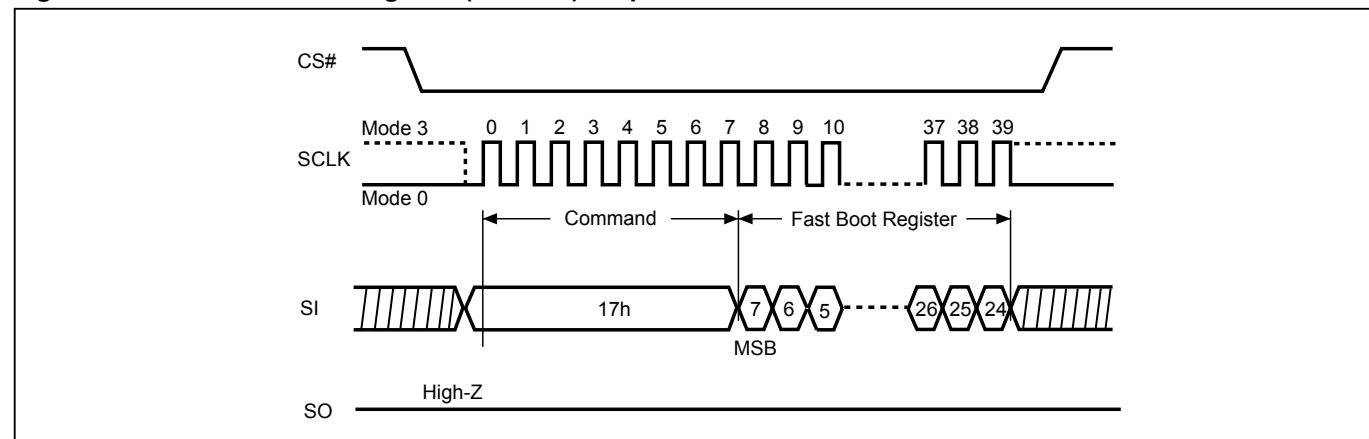 CS#
Mode 3
0 1 2 3 4 5 6 7 8 9 10 37 38 39
SCLK
Mode 0
Command Fast Boot Register
SI 17h 7 6 5 26 25 24
MSB
High-Z
SO